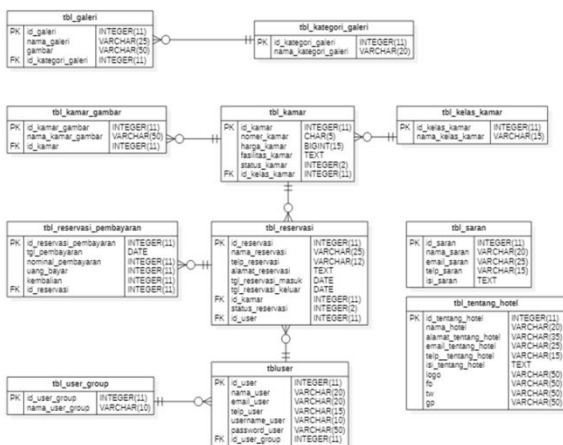 tbl_galeri
PK id_galeri INTEGER(11)
nama_galeri VARCHAR(25)
gambar VARCHAR(50)
FK id_kategori_galeri INTEGER(11)
tbl_kategori_galeri
PK id_kategori_galeri INTEGER(11)
nama_kategori_galeri VARCHAR(20)
tbl_kamar_gambar
PK id_kamar_gambar INTEGER(11)
nama_kamar_gambar VARCHAR(50)
FK id_kamar INTEGER(11)
tbl_kamar
PK id_kamar INTEGER(11)
nomer_kamar CHAR(5)
harga_kamar BIGINT(15)
fasilitas_kamar TEXT
status_kamar INTEGER(2)
FK id_kelas_kamar INTEGER(11)
tbl_kelas_kamar
PK id_kelas_kamar INTEGER(11)
nama_kelas_kamar VARCHAR(15)
tbl_reservasi_pembayaran
PK id_reservasi_pembayaran INTEGER(11)
tgl_pembayaran DATE
nominal_pembayaran INTEGER(11)
uang_bayar INTEGER(11)
kembalian INTEGER(11)
FK id_reservasi INTEGER(11)
tbl_reservasi
PK id_reservasi INTEGER(11)
nama_reservasi VARCHAR(25)
telp_reservasi VARCHAR(12)
alamat_reservasi TEXT
tgl_reservasi_masuk DATE
tgl_reservasi_keluar DATE
FK id_kamar INTEGER(11)
status_reservasi INTEGER(2)
FK id_user INTEGER(11)
tbl_saran
PK id_saran INTEGER(11)
nama_saran VARCHAR(20)
email_saran VARCHAR(25)
telp_saran VARCHAR(15)
isi_saran TEXT
tbl_tentang_hotel
PK id_tentang_hotel INTEGER(11)
nama_hotel VARCHAR(20)
alamat_tentang_hotel VARCHAR(35)
email_tentang_hotel VARCHAR(25)
telp__tentang_hotel VARCHAR(15)
isi_tentang_hotel TEXT
logo VARCHAR(50)
fb VARCHAR(50)
tw VARCHAR(50)
gp VARCHAR(50)
tbl_user_group
PK id_user_group INTEGER(11)
nama_user_group VARCHAR(10)
tbluser
PK id_user INTEGER(11)
nama_user VARCHAR(20)
email_user VARCHAR(20)
telp_user VARCHAR(15)
username_user VARCHAR(10)
password_user VARCHAR(50)
FK id_user_group INTEGER(11)